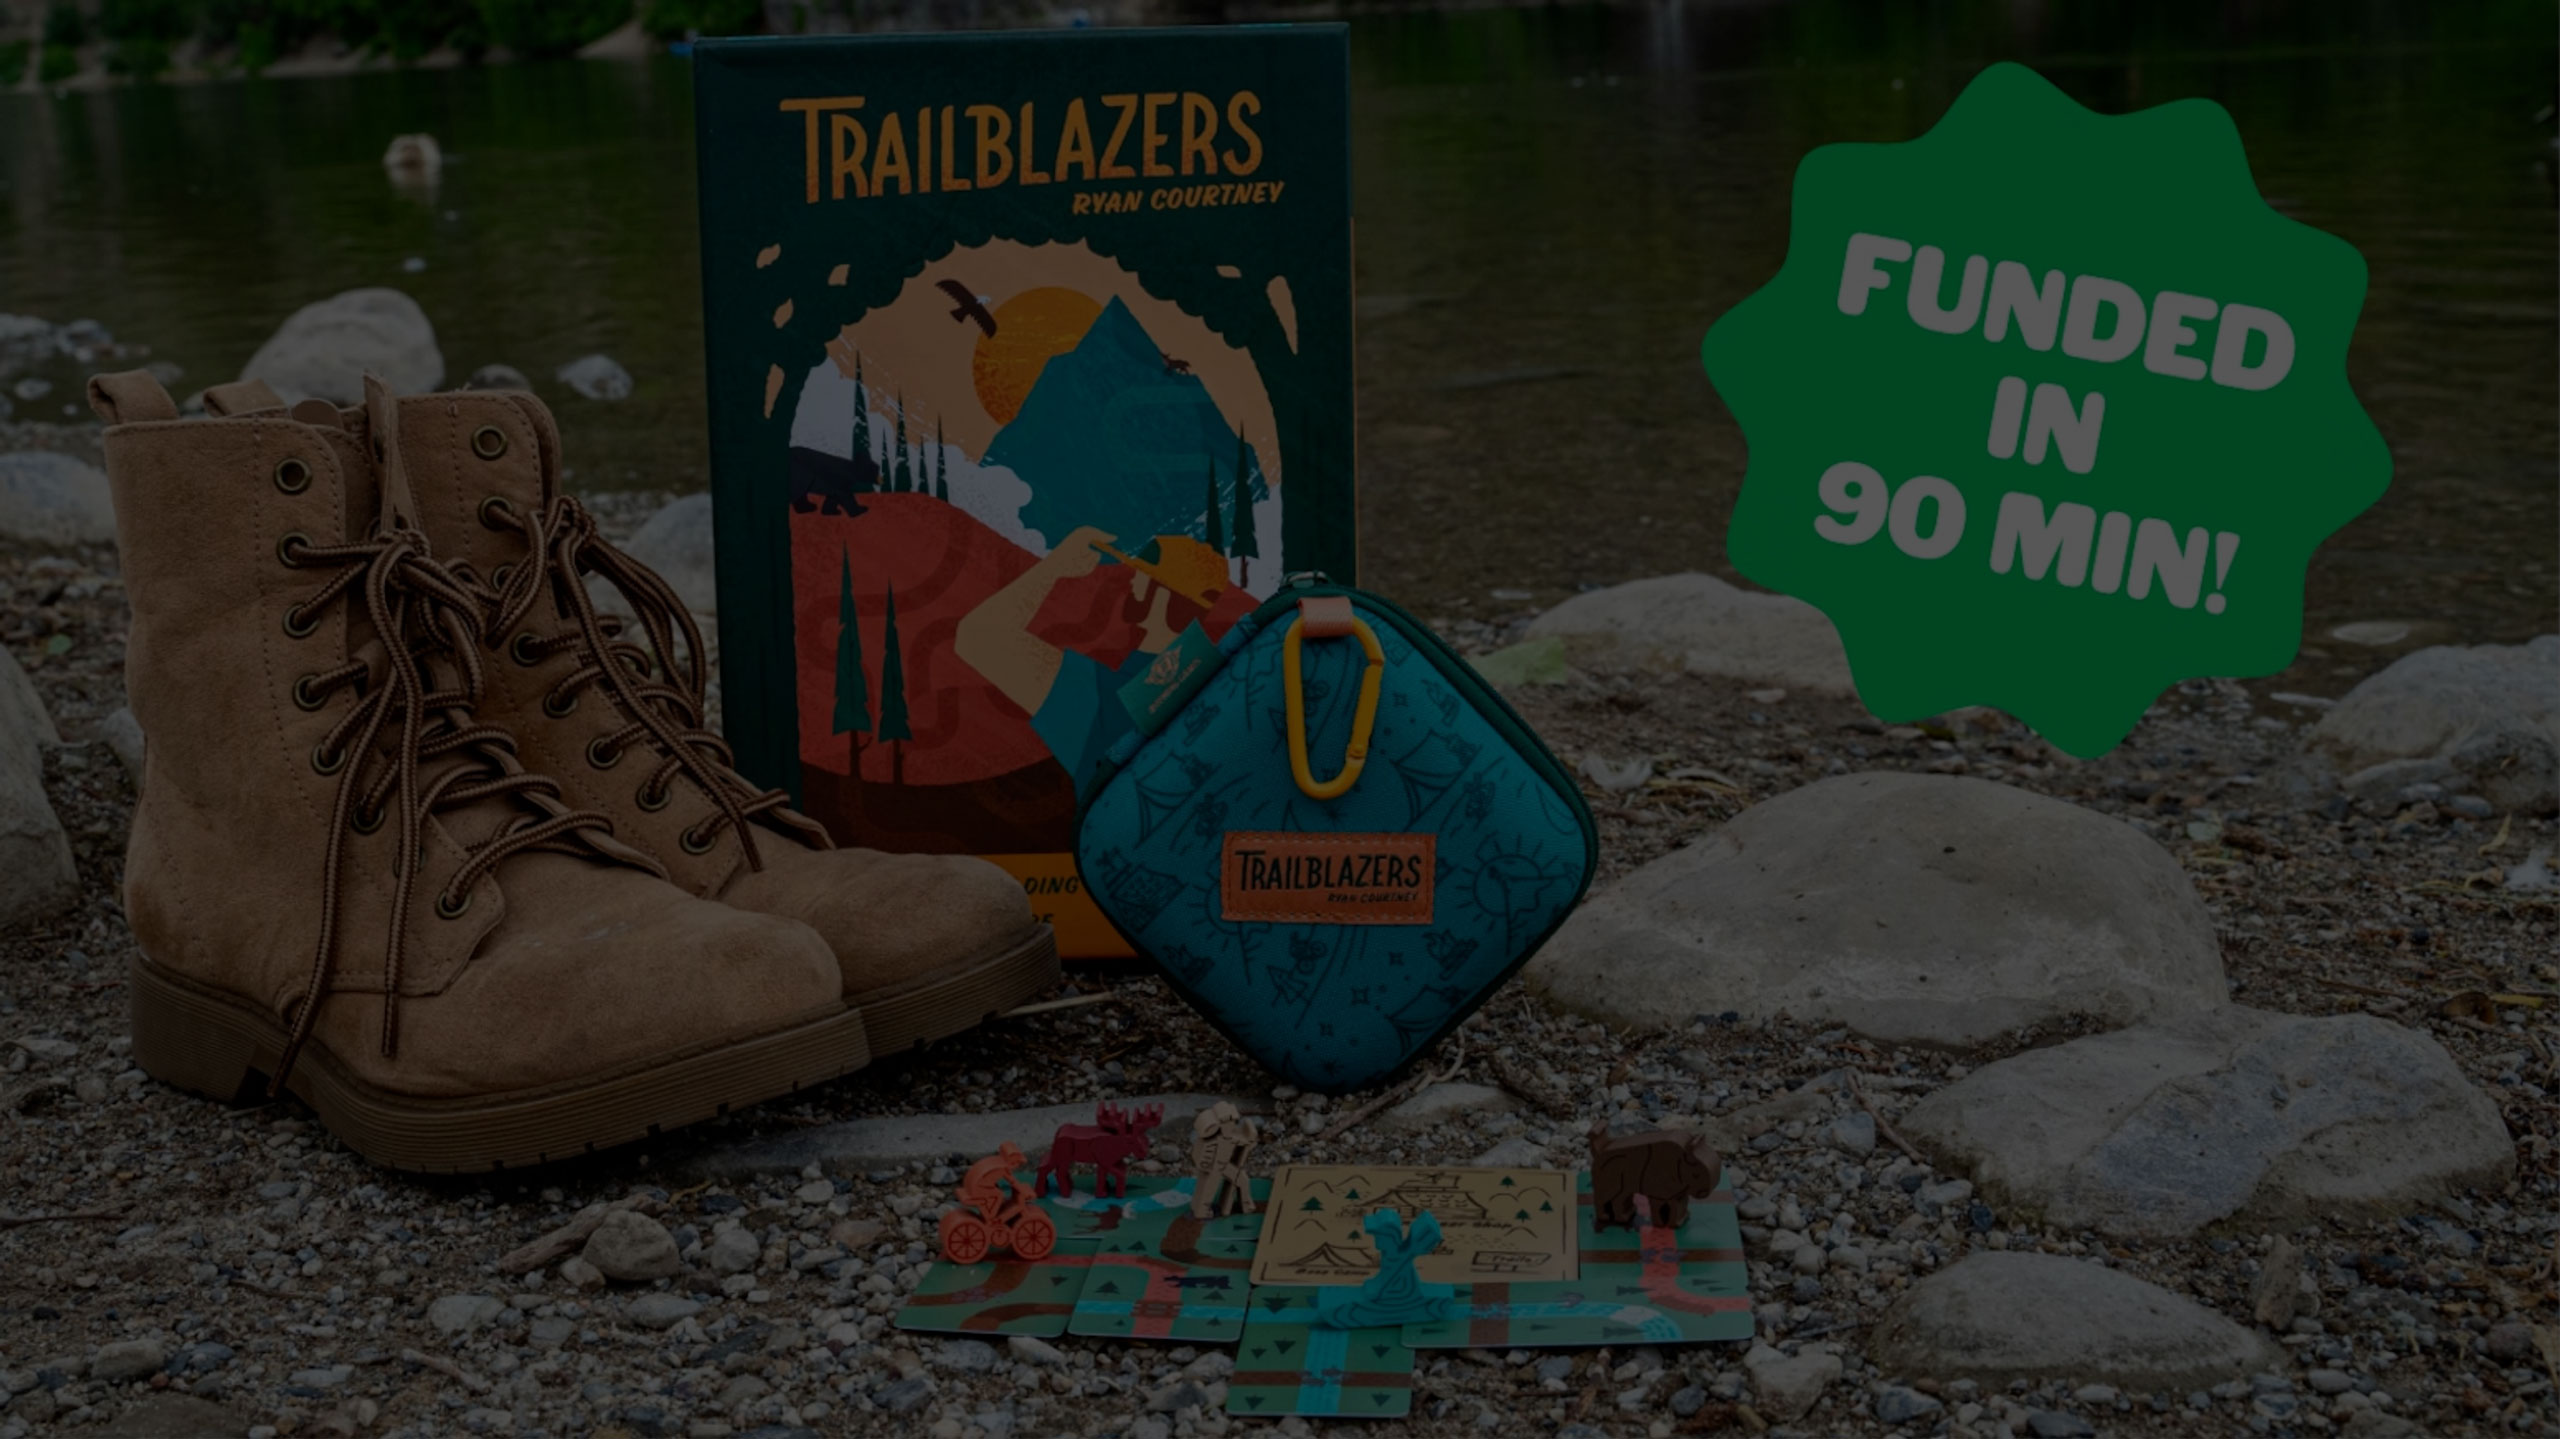 TRAILBLAZERS
RYAN COURTNEY
FUNDED
IN
90 MIN!
TRAILBLAZERS
RYAN COURTNEY